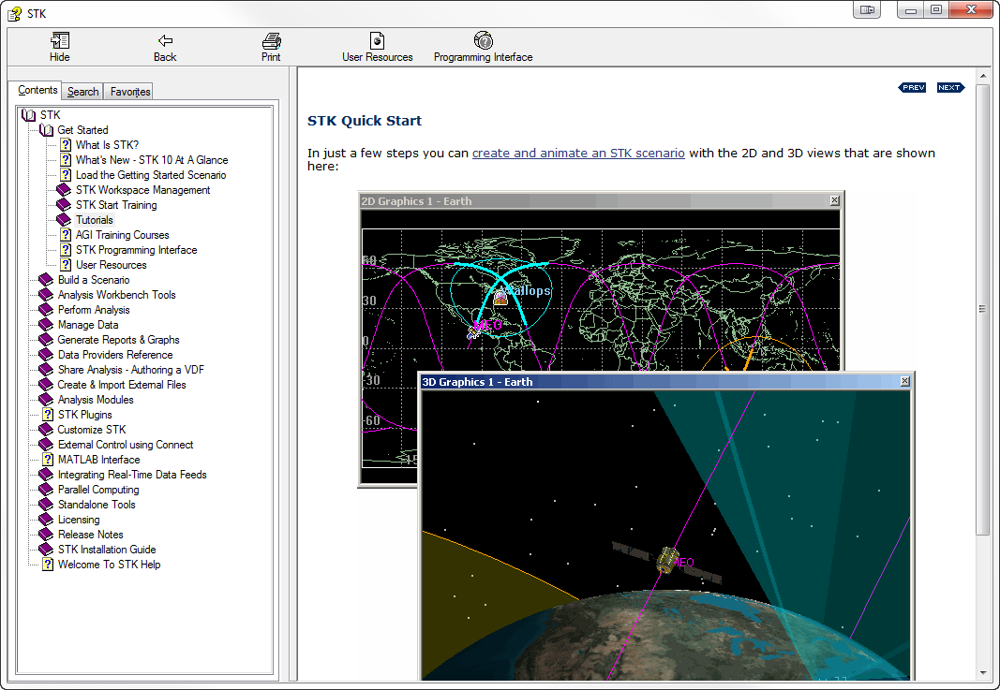 STK
Hide
Back
Print
User Resources
Programming Interface
Contents
Search
Favorites
STK
Get Started
What Is STK?
What's New - STK 10 At A Glance
Load the Getting Started Scenario
STK Workspace Management
STK Start Training
Tutorials
AGI Training Courses
STK Programming Interface
User Resources
Build a Scenario
Analysis Workbench Tools
Perform Analysis
Manage Data
Generate Reports & Graphs
Data Providers Reference
Share Analysis - Authoring a VDF
Create & Import External Files
Analysis Modules
STK Plugins
Customize STK
External Control using Connect
MATLAB Interface
Integrating Real-Time Data Feeds
Parallel Computing
Standalone Tools
Licensing
Release Notes
STK Installation Guide
Welcome To STK Help
PREV
NEXT
STK Quick Start
In just a few steps you can create and animate an STK scenario with the 2D and 3D views that are shown
here:
2D Graphics 1 - Earth
60
30
Wallops
MEO
0
-30
-60
3D Graphics 1 - Earth
MEO